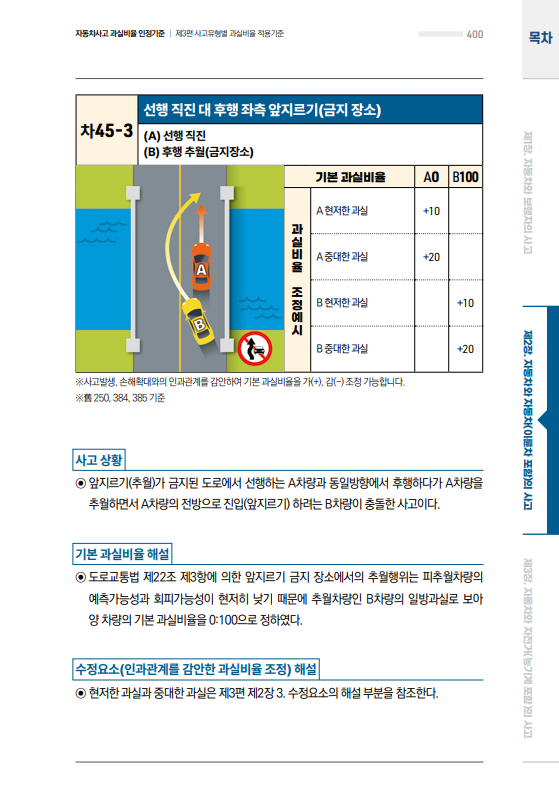 자동차사고 과실비율 인정기준 | 제3편 사고유형별 과실비율 적용기준
400
목차
차45-3
선행 직진 대 후행 좌측 앞지르기(금지 장소)
(A) 선행 직진
(B) 후행 추월(금지장소)
기본 과실비율 A0 B100
과실비율 조정예시
A 현저한 과실 +10
A 중대한 과실 +20
B 현저한 과실 +10
B 중대한 과실 +20
A
B
※사고발생, 손해확대와의 인과관계를 감안하여 기본 과실비율을 가(+), 감(-) 조정 가능합니다.
※舊 250, 384, 385 기준
사고 상황
◉ 앞지르기(추월)가 금지된 도로에서 선행하는 A차량과 동일방향에서 후행하다가 A차량을
추월하면서 A차량의 전방으로 진입(앞지르기) 하려는 B차량이 충돌한 사고이다.
기본 과실비율 해설
◉ 도로교통법 제22조 제3항에 의한 앞지르기 금지 장소에서의 추월행위는 피추월차량의
예측가능성과 회피가능성이 현저히 낮기 때문에 추월차량인 B차량의 일방과실로 보아
양 차량의 기본 과실비율을 0:100으로 정하였다.
수정요소(인과관계를 감안한 과실비율 조정) 해설
◉ 현저한 과실과 중대한 과실은 제3편 제2장 3. 수정요소의 해설 부분을 참조한다.
제1장. 자동차와 보행자의 사고
제2장. 자동차와 자동차(이륜차 포함)의 사고
제3장. 자동차와 자전거(농기계 포함)의 사고